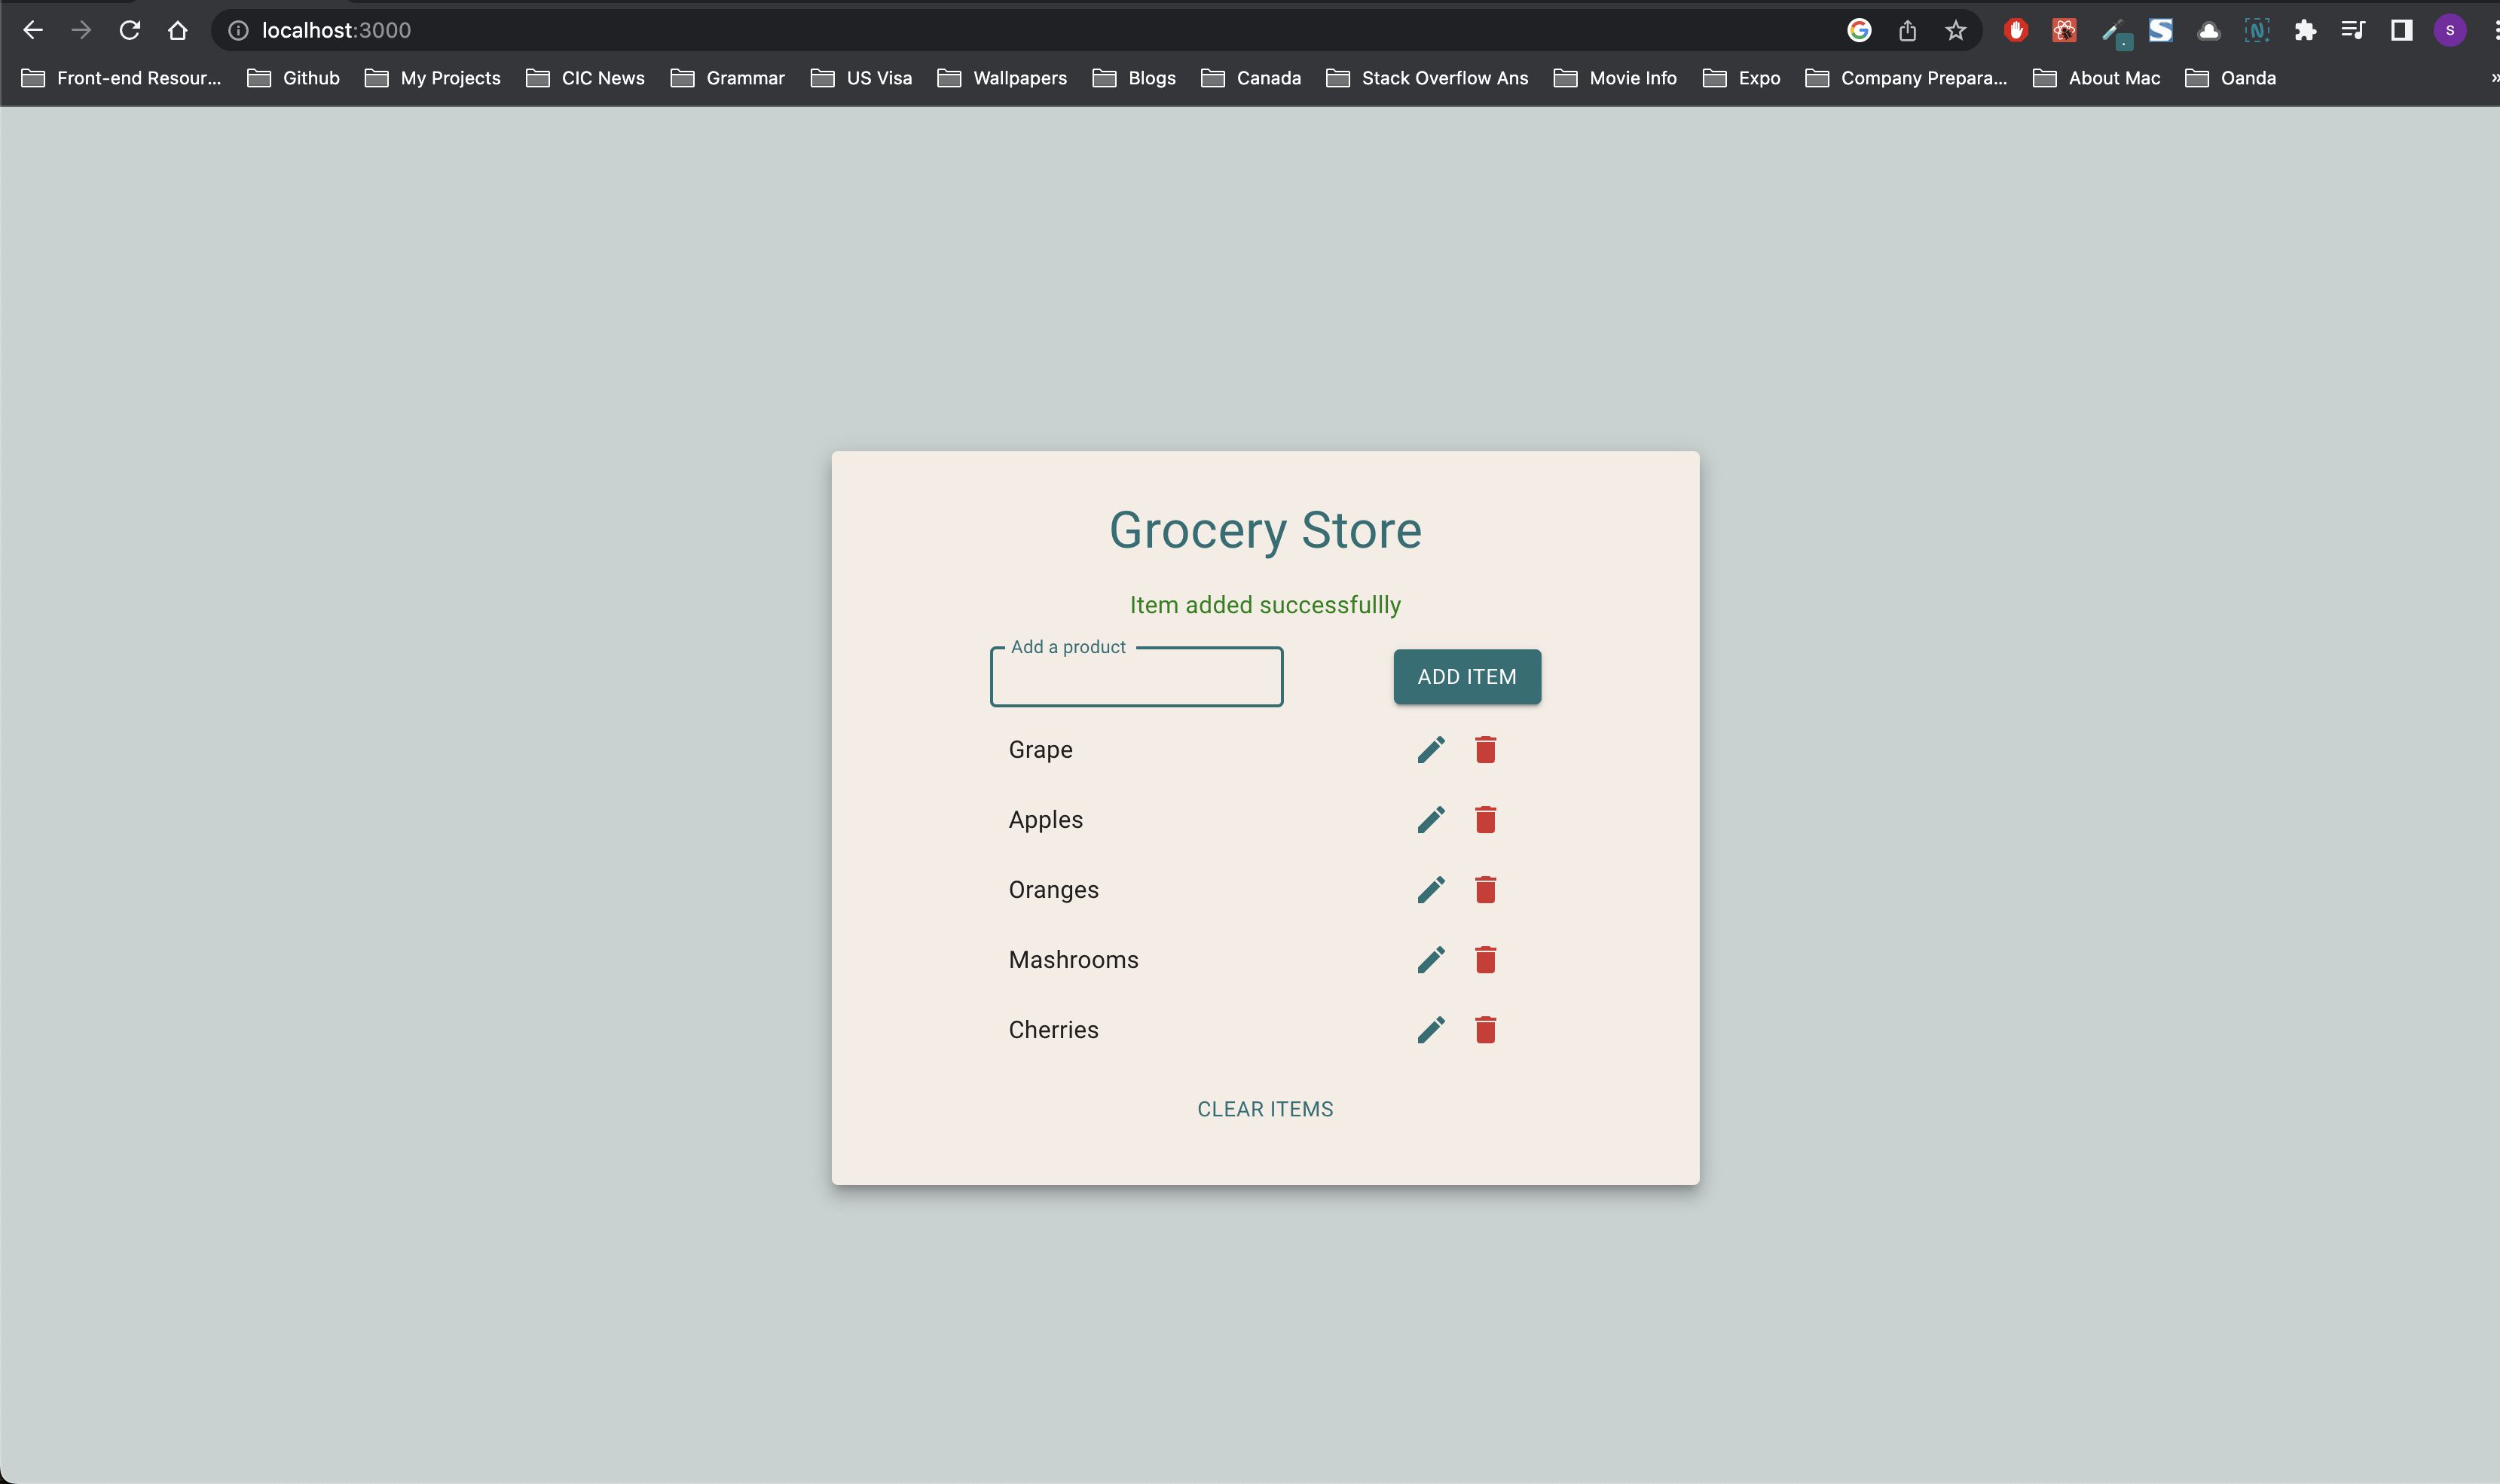 localhost:3000
S
Front-end Resour... Github My Projects CIC News Grammar US Visa Wallpapers Blogs Canada Stack Overflow Ans Movie Info Expo Company Prepara... About Mac Oanda »
Grocery Store
Item added successfullly
Add a product
ADD ITEM
Grape
Apples
Oranges
Mashrooms
Cherries
CLEAR ITEMS